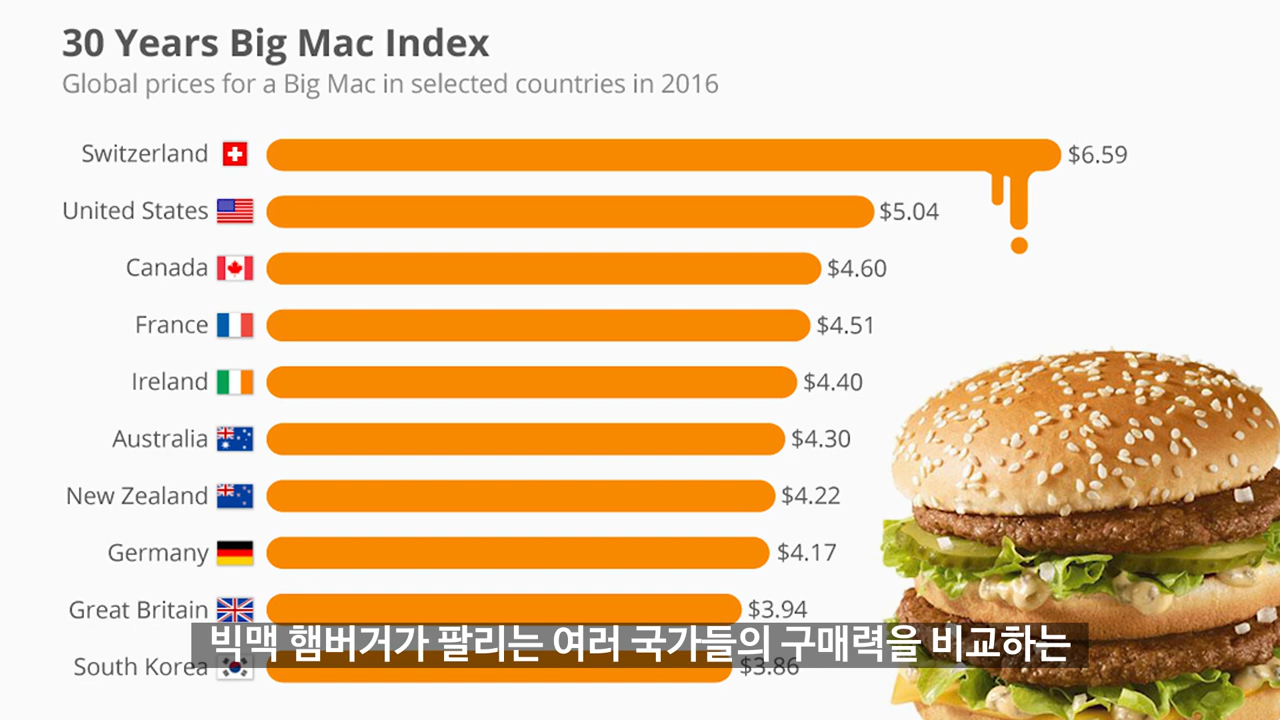 30 Years Big Mac Index
Global prices for a Big Mac in selected countries in 2016
Switzerland $6.59
United States $5.04
Canada $4.60
France $4.51
Ireland $4.40
Australia $4.30
New Zealand $4.22
Germany $4.17
Great Britain $3.94
빅맥 햄버거가 팔리는 여러 국가들의 구매력을 비교하는
South Korea $3.86